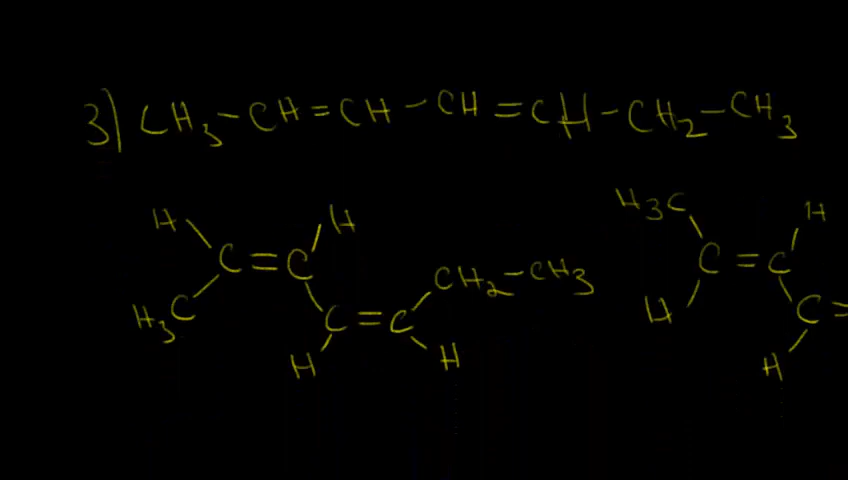 3) CH3-CH=CH-CH=CH-CH2-CH3
H H H3C H
C=C C=C
CH2-CH3
H3C H
C=C C=
H H H